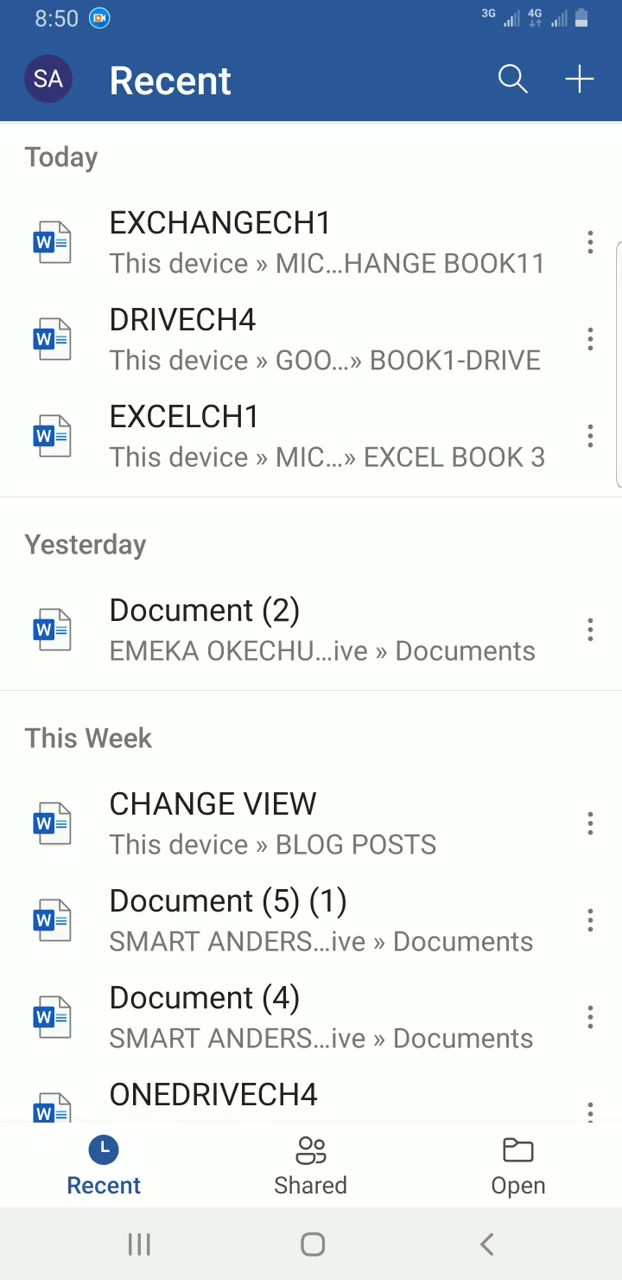 8:50
3G
4G
SA
Recent
Today
EXCHANGECH1
This device » MIC...HANGE BOOK11
DRIVECH4
This device » GOO...» BOOK1-DRIVE
EXCELCH1
This device » MIC...» EXCEL BOOK 3
Yesterday
Document (2)
EMEKA OKECHU...ive » Documents
This Week
CHANGE VIEW
This device » BLOG POSTS
Document (5) (1)
SMART ANDERS...ive » Documents
Document (4)
SMART ANDERS...ive » Documents
ONEDRIVECH4
Recent
Shared
Open